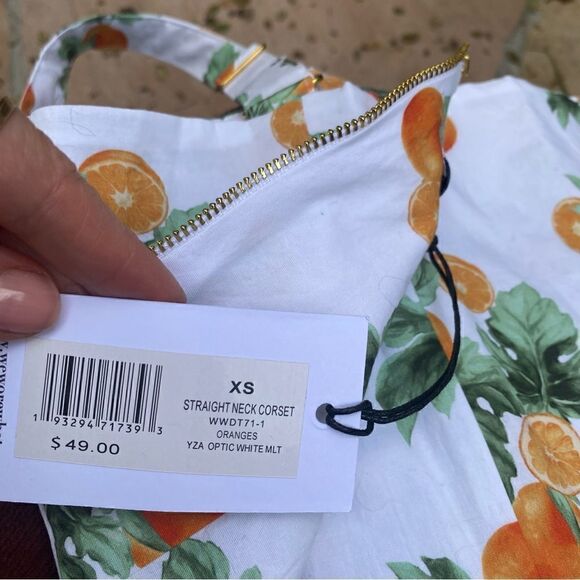 XS
STRAIGHT NECK CORSET
WWDT71-1
ORANGES
YZA OPTIC WHITE MLT
1 93294 71739 3
$49.00